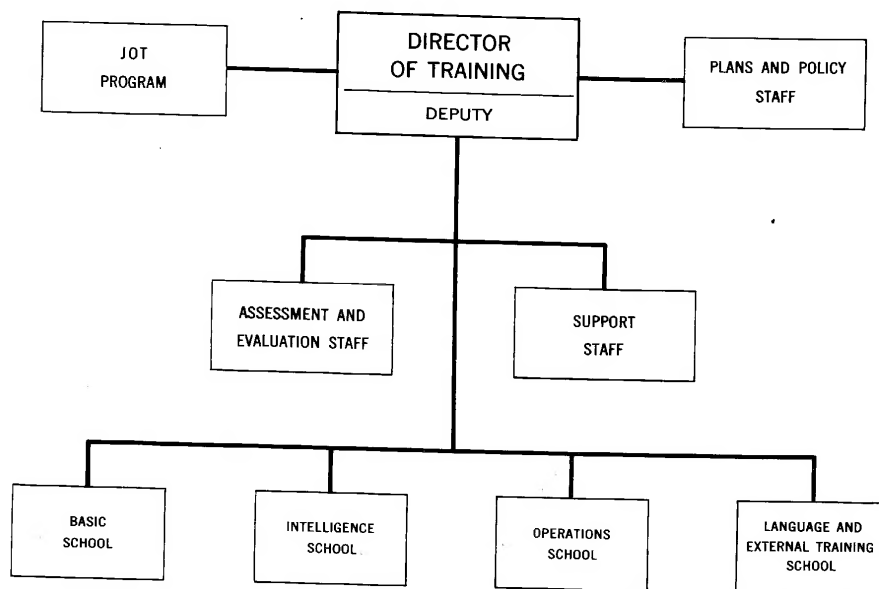 JOT
PROGRAM
DIRECTOR
OF TRAINING
DEPUTY
PLANS AND POLICY
STAFF
ASSESSMENT AND
EVALUATION STAFF
SUPPORT
STAFF
BASIC
SCHOOL
INTELLIGENCE
SCHOOL
OPERATIONS
SCHOOL
LANGUAGE AND
EXTERNAL TRAINING
SCHOOL